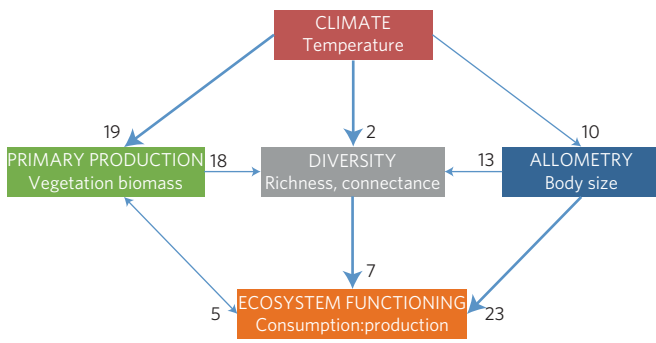 CLIMATE
Temperature
19
2
10
PRIMARY PRODUCTION
Vegetation biomass
18
DIVERSITY
Richness, connectance
13
ALLOMETRY
Body size
7
5
ECOSYSTEM FUNCTIONING
Consumption:production
23